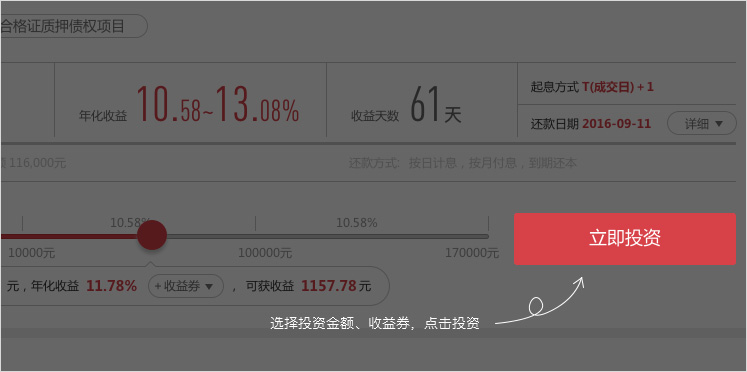 合格证质押债权项目
年化收益 10.58~13.08%
收益天数 61天
起息方式 T(成交日)+1
还款日期 2016-09-11 详细
116,000元
还款方式：按日计息，按月付息，到期还本
10.58% 10.58%
10000元 100000元 170000元
立即投资
元，年化收益 11.78% +收益券 ，可获收益 1157.78元
选择投资金额、收益券，点击投资